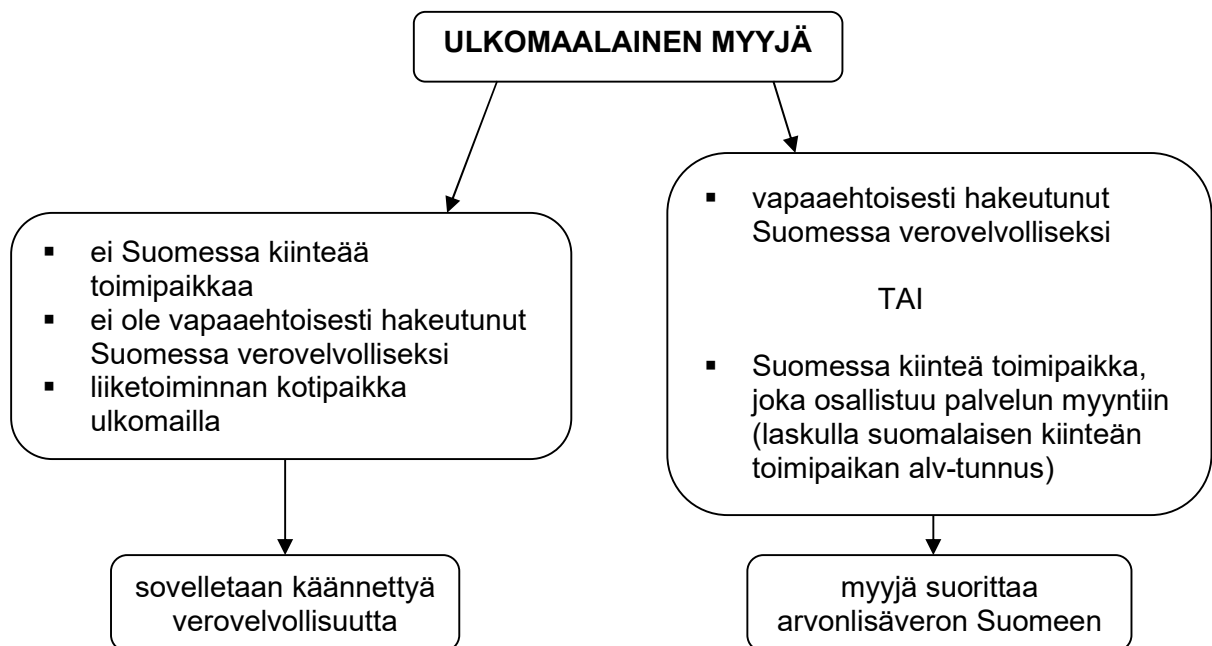 ULKOMAALAINEN MYYJÄ
▪ ei Suomessa kiinteää
toimipaikkaa
▪ ei ole vapaaehtoisesti hakeutunut
Suomessa verovelvolliseksi
▪ liiketoiminnan kotipaikka
ulkomailla
sovelletaan käännettyä
verovelvollisuutta
▪ vapaaehtoisesti hakeutunut
Suomessa verovelvolliseksi
TAI
▪ Suomessa kiinteä toimipaikka,
joka osallistuu palvelun myyntiin
(laskulla suomalaisen kiinteän
toimipaikan alv-tunnus)
myyjä suorittaa
arvonlisäveron Suomeen